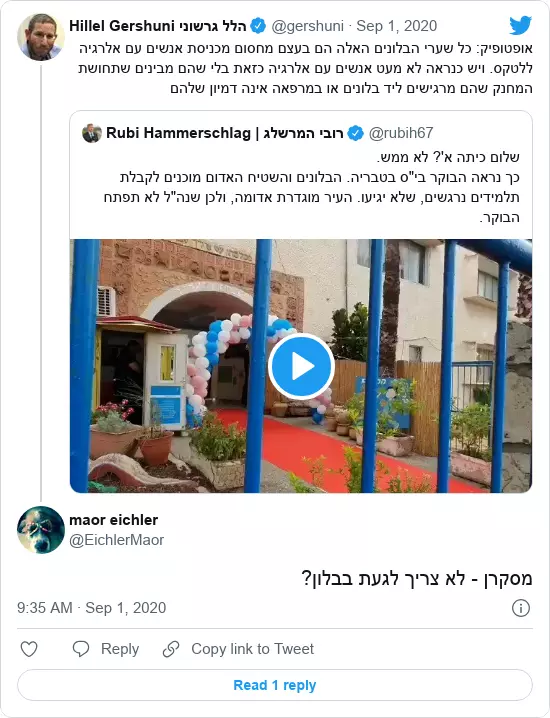 Hillel Gershuni הלל גרשוני @gershuni · Sep 1, 2020
אופטופיק: כל שערי הבלונים האלה הם בעצם מחסום מכניסת אנשים עם אלרגיה
ללטקס. ויש כנראה לא מעט אנשים עם אלרגיה כזאת בלי שהם מבינים שתחושת
המחנק שהם מרגישים ליד בלונים או במרפאה אינה דמיון שלהם
Rubi Hammerschlag | רובי המרשלג @rubih67
שלום כיתה א'? לא ממש.
כך נראה הבוקר בי"ס בטבריה. הבלונים והשטיח האדום מוכנים לקבלת
תלמידים נרגשים, שלא יגיעו. העיר מוגדרת אדומה, ולכן שנה"ל לא תפתח
הבוקר.
maor eichler
@EichlerMaor
מסקרן - לא צריך לגעת בבלון?
9:35 AM · Sep 1, 2020
Reply
Copy link to Tweet
Read 1 reply